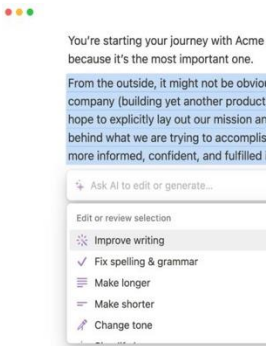 You're starting your journey with Acme
because it's the most important one.
From the outside, it might not be
company (building yet another product
hope to explicitly lay out our mission
behind what we are trying to
more informed, confident, and fulfilled
Ask AI to edit or generate...
Edit or review selection
Improve writing
Fix spelling & grammar
Make longer
Make shorter
Change tone